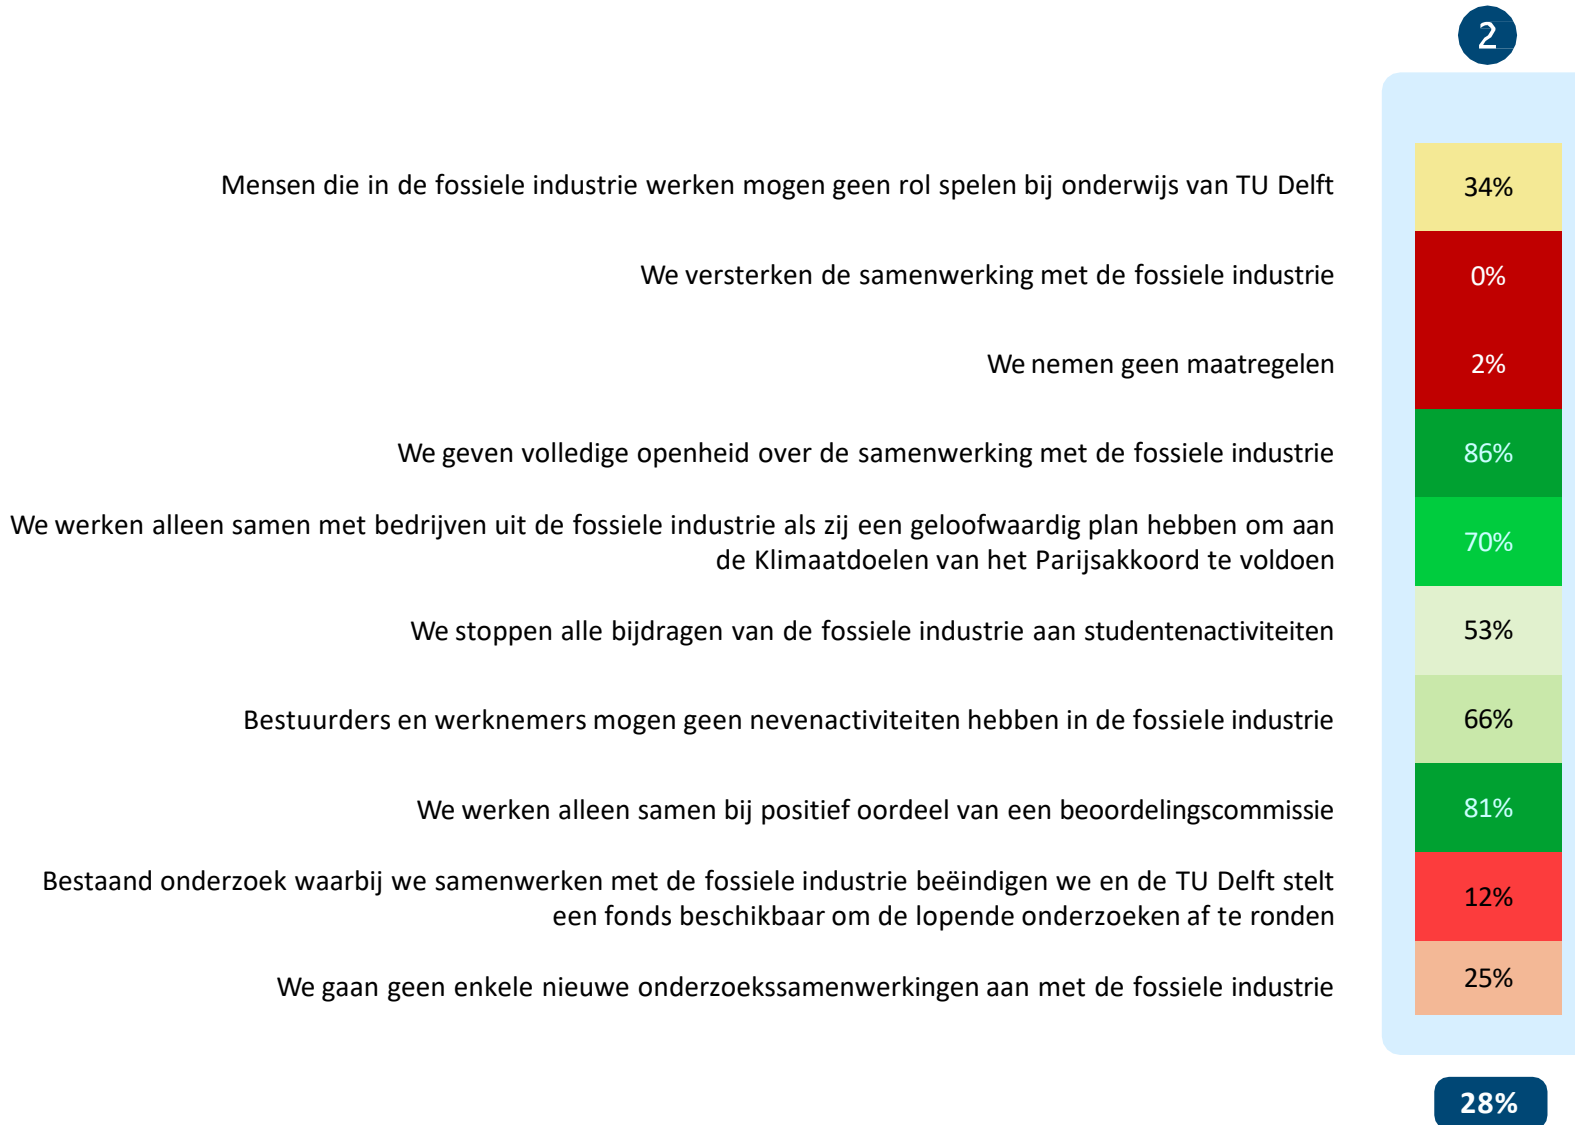 2
Mensen die in de fossiele industrie werken mogen geen rol spelen bij onderwijs van TU Delft
34%
We versterken de samenwerking met de fossiele industrie
0%
We nemen geen maatregelen
2%
We geven volledige openheid over de samenwerking met de fossiele industrie
86%
We werken alleen samen met bedrijven uit de fossiele industrie als zij een geloofwaardig plan hebben om aan
de Klimaatdoelen van het Parijsakkoord te voldoen
70%
We stoppen alle bijdragen van de fossiele industrie aan studentenactiviteiten
53%
Bestuurders en werknemers mogen geen nevenactiviteiten hebben in de fossiele industrie
66%
We werken alleen samen bij positief oordeel van een beoordelingscommissie
81%
Bestaand onderzoek waarbij we samenwerken met de fossiele industrie beëindigen we en de TU Delft stelt
een fonds beschikbaar om de lopende onderzoeken af te ronden
12%
We gaan geen enkele nieuwe onderzoekssamenwerkingen aan met de fossiele industrie
25%
28%